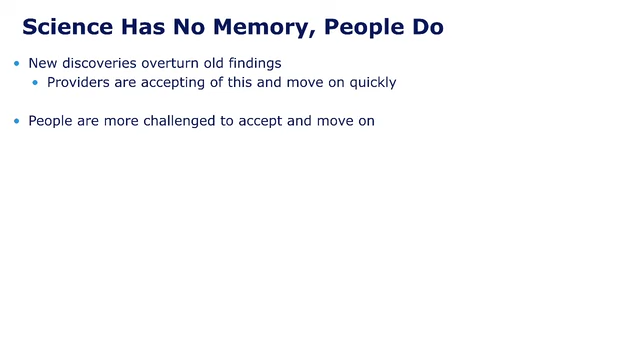 Science Has No Memory, People Do
• New discoveries overturn old findings
• Providers are accepting of this and move on quickly
• People are more challenged to accept and move on